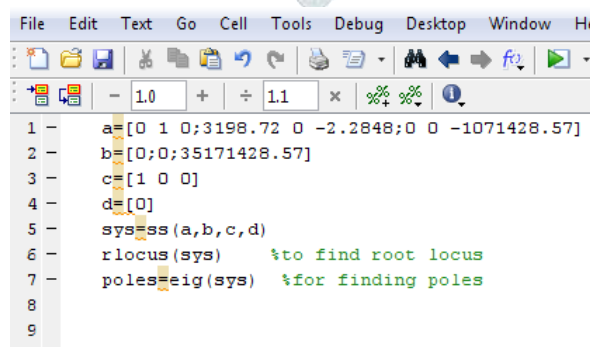 File Edit Text Go Cell Tools Debug Desktop Window
1.0 1.1
1 a=[0 1 0;3198.72 0 -2.2848;0 0 -1071428.57]
2 b=[0;0;35171428.57]
3 c=[1 0 0]
4 d=[0]
5 sys=ss(a,b,c,d)
6 rlocus(sys) %to find root locus
7 poles=eig(sys) %for finding poles
8
9